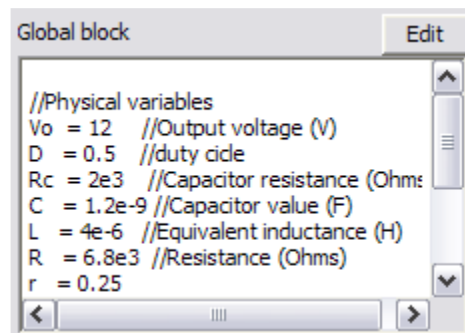 Global block
Edit
//Physical variables
Vo = 12 //Output voltage (V)
D = 0.5 //duty cicle
Rc = 2e3 //Capacitor resistance (Ohms
C = 1.2e-9 //Capacitor value (F)
L = 4e-6 //Equivalent inductance (H)
R = 6.8e3 //Resistance (Ohms)
r = 0.25